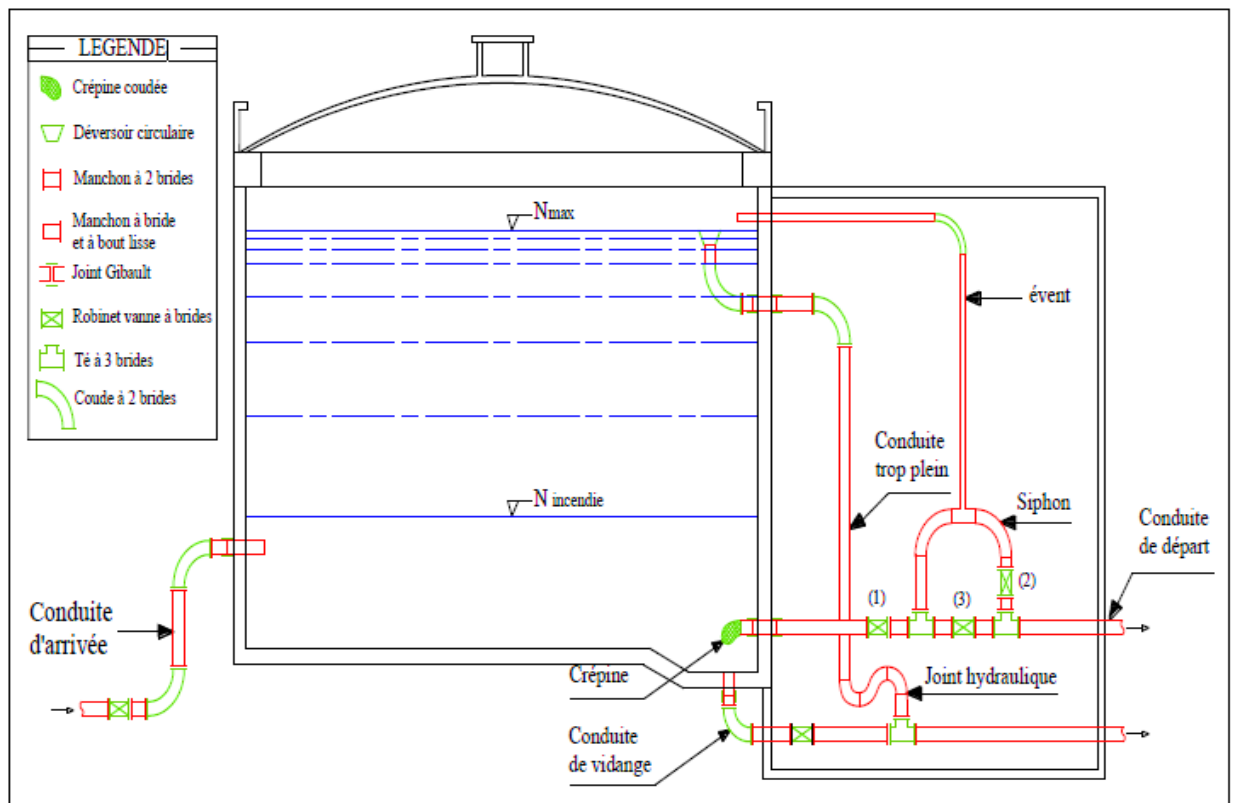 LEGENDE
Crépine coudée
Déversoir circulaire
Manchon à 2 brides
Manchon à bride
et à bout lisse
Joint Gibault
Robinet vanne à brides
Té à 3 brides
Coude à 2 brides
Nmax
évent
Conduite
trop plein
N incendie
Siphon
Conduite
de départ
(1)
(3)
(2)
Conduite
d'arrivée
Crépine
Joint hydraulique
Conduite
de vidange